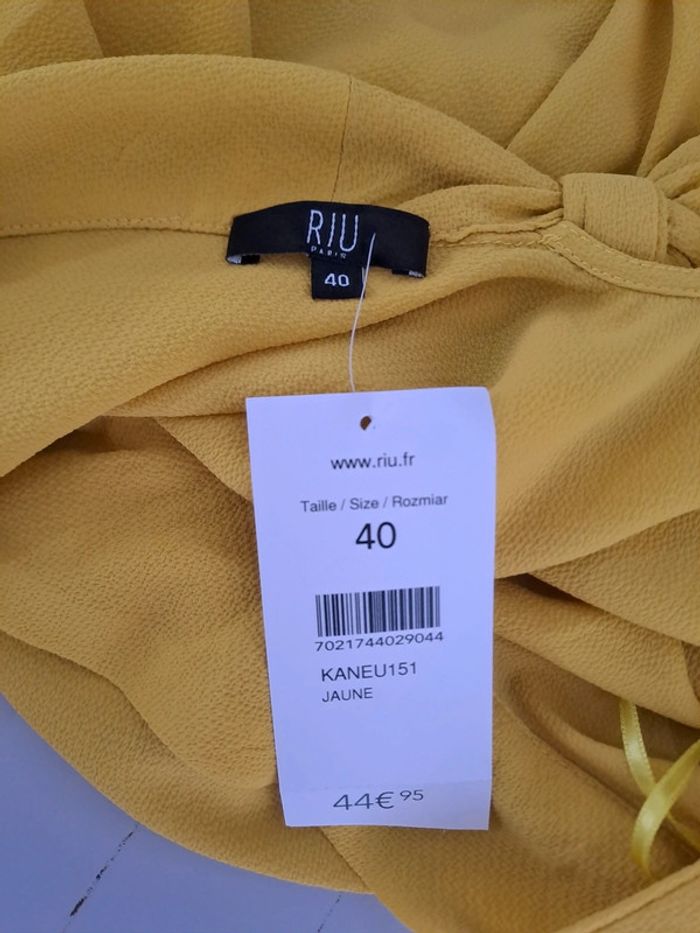 RIU
PARIS
40
www.riu.fr
Taille / Size / Rozmiar
40
7021744029044
KANEU151
JAUNE
44€95